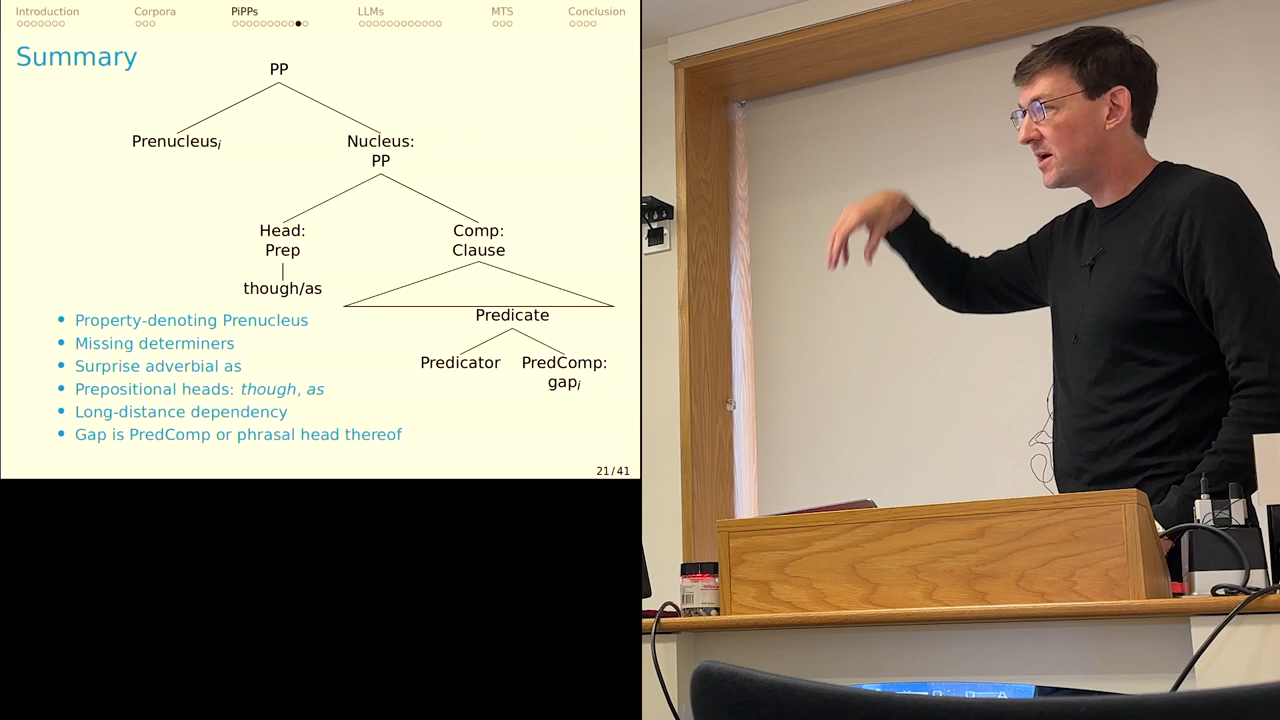 Introduction Corpora PiPPs LLMs MTS Conclusion
Summary
PP
Prenucleusi Nucleus:
PP
Head: Comp:
Prep Clause
though/as
Predicate
Predicator PredComp:
gapi
• Property-denoting Prenucleus
• Missing determiners
• Surprise adverbial as
• Prepositional heads: though, as
• Long-distance dependency
• Gap is PredComp or phrasal head thereof
21/41